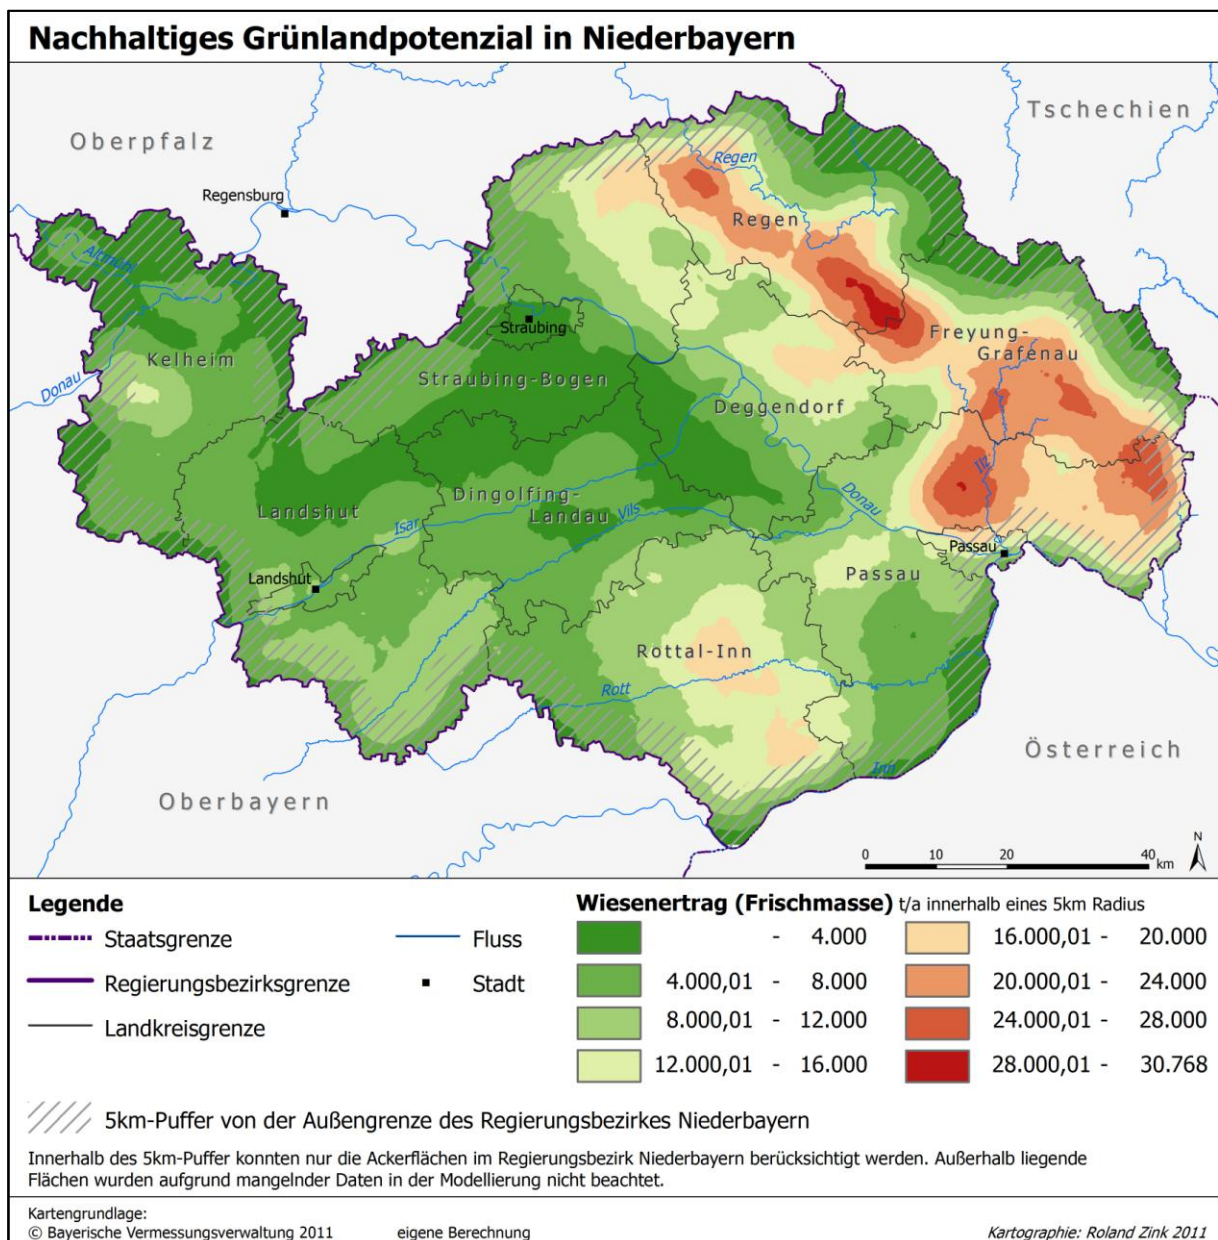 Nachhaltiges Grünlandpotenzial in Niederbayern
Tschechien
Oberpfalz
Regen
Regensburg
Regen
Altmühl
Straubing
Freyung-
Grafenau
Kelheim
Donau
Straubing-Bogen
Deggendorf
Ilz
Dingolfing-
Landau
Donau
Landshut
Vils
Isar
Passau
Landshut
Passau
Rottal-Inn
Rott
Österreich
Inn
Oberbayern
N
0 10 20 40 km
Legende
Staatsgrenze
Regierungsbezirksgrenze
Landkreisgrenze
Fluss
Stadt
Wiesenertrag (Frischmasse) t/a innerhalb eines 5km Radius
- 4.000
4.000,01 - 8.000
8.000,01 - 12.000
12.000,01 - 16.000
16.000,01 - 20.000
20.000,01 - 24.000
24.000,01 - 28.000
28.000,01 - 30.768
5km-Puffer von der Außengrenze des Regierungsbezirkes Niederbayern
Innerhalb des 5km-Puffer konnten nur die Ackerflächen im Regierungsbezirk Niederbayern berücksichtigt werden. Außerhalb liegende
Flächen wurden aufgrund mangelnder Daten in der Modellierung nicht beachtet.
Kartengrundlage:
© Bayerische Vermessungsverwaltung 2011 eigene Berechnung Kartographie: Roland Zink 2011